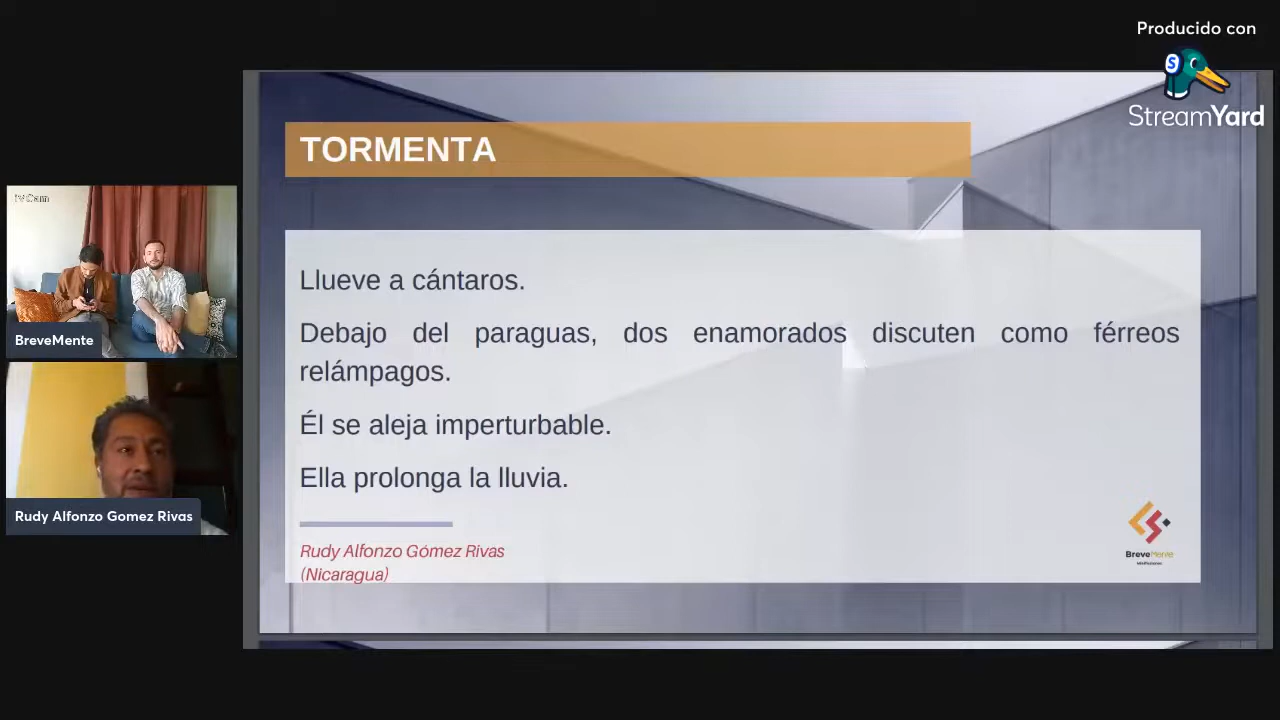 Producido con
StreamYard
TORMENTA
Llueve a cántaros.
Debajo del paraguas, dos enamorados discuten como férreos
relámpagos.
Él se aleja imperturbable.
Ella prolonga la lluvia.
Rudy Alfonzo Gómez Rivas
(Nicaragua)
BreveMente
BreveMente
Rudy Alfonzo Gomez Rivas